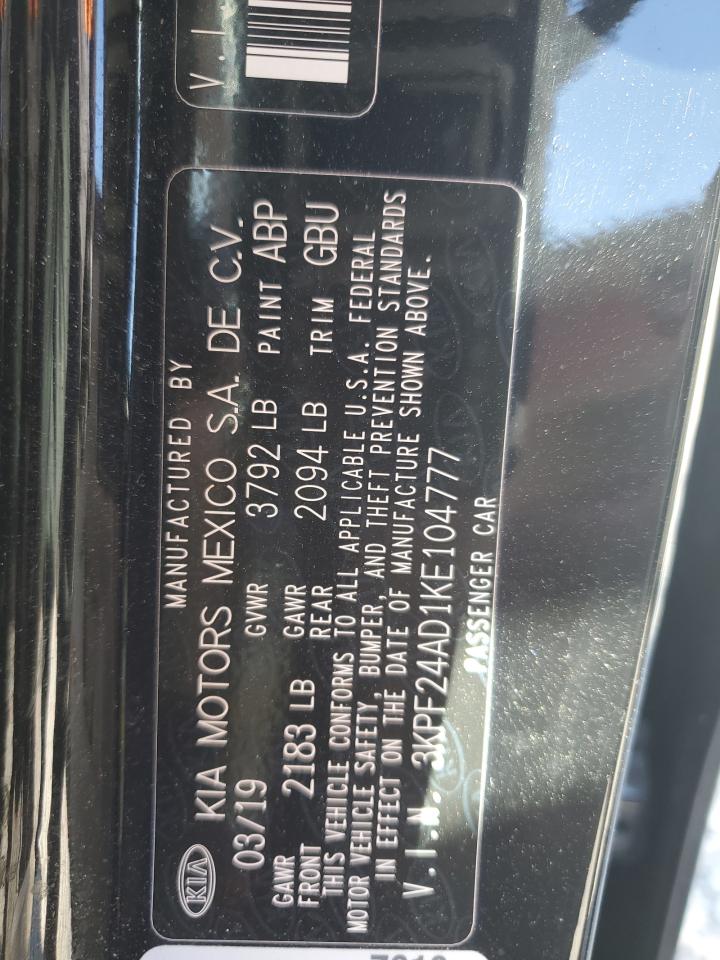 V.I.
MANUFACTURED BY
KIA KIA MOTORS MEXICO S.A. DE C.V.
03/19 GVWR 3792 LB PAINT ABP
GAWR FRONT 2183 LB GAWR REAR 2094 LB TRIM GBU
THIS VEHICLE CONFORMS TO ALL APPLICABLE U.S.A. FEDERAL
MOTOR VEHICLE SAFETY, BUMPER, AND THEFT PREVENTION STANDARDS
IN EFFECT ON THE DATE OF MANUFACTURE SHOWN ABOVE.
V.I.N. 3KPF24AD1KE104777
PASSENGER CAR